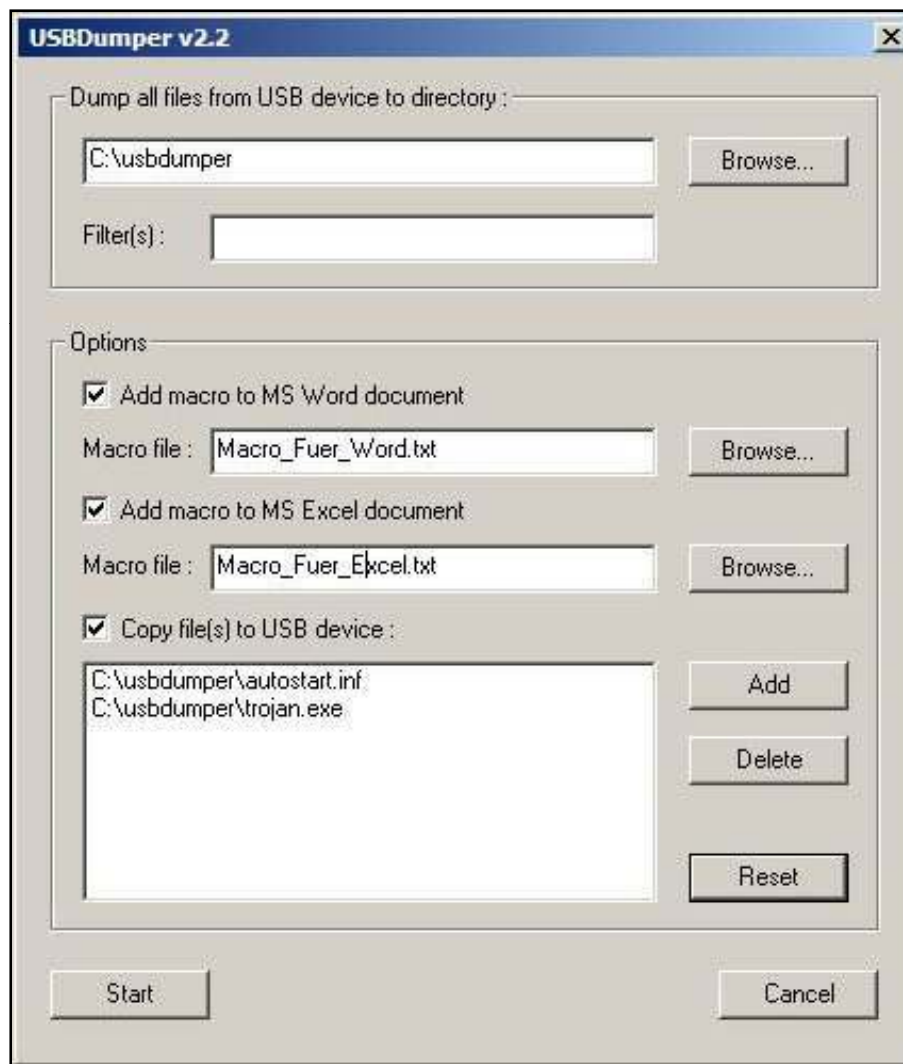 USBDumper v2.2
Dump all files from USB device to directory :
C:\usbdumper
Browse...
Filter(s) :
Options
Add macro to MS Word document
Macro file : Macro_Fuer_Word.txt Browse...
Add macro to MS Excel document
Macro file : Macro_Fuer_Excel.txt Browse...
Copy file(s) to USB device :
C:\usbdumper\autostart.inf
C:\usbdumper\trojan.exe
Add
Delete
Reset
Start Cancel